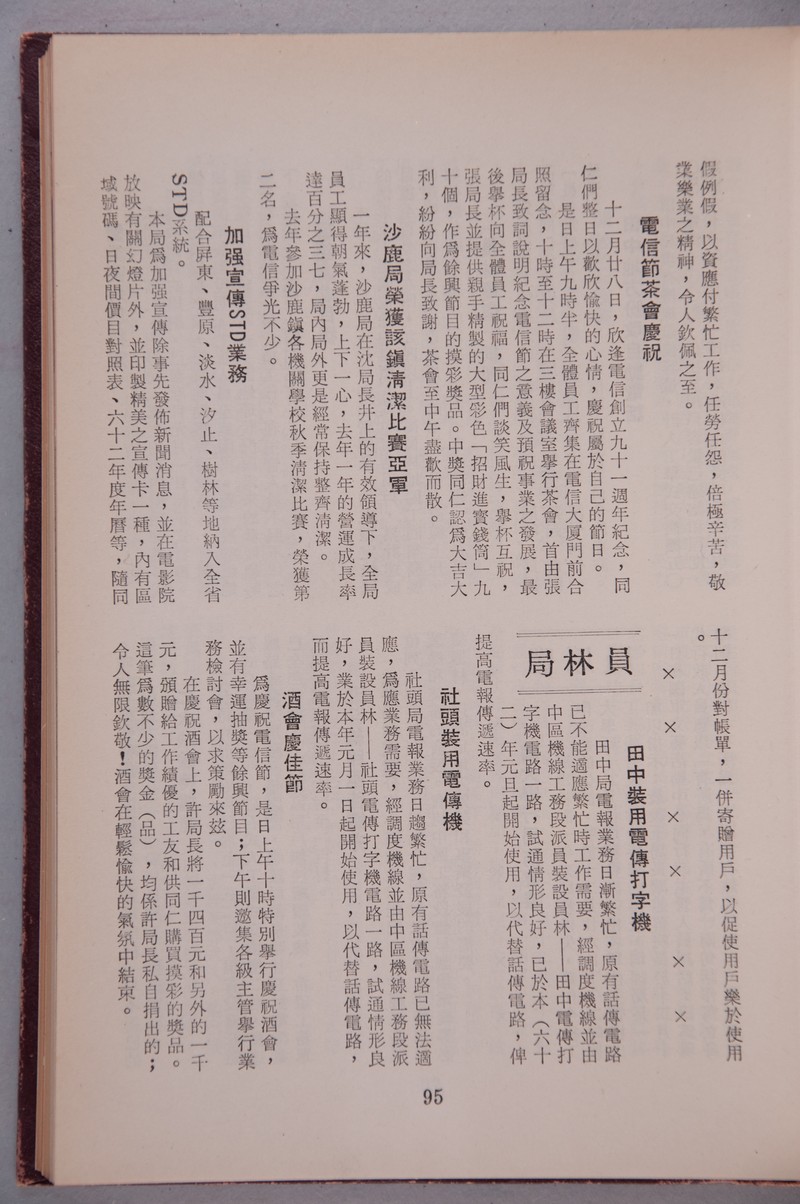 假例假，以資應付繁忙工作，任勞任怨，倍極辛苦，敬
業樂業之精神，令人欽佩之至。
電信節茶會慶祝
十二月廿八日，欣逢電信創立九十一週年紀念，同
仁們整日以歡欣愉快的心情，慶祝屬於自己的節日。
是日上午九時半，全體員工齊集在電信大厦門前合
照留念，十時至十二時在三樓會議室舉行茶會，首由張
局長致詞說明紀念電信節之意義及預祝事業之發展，最
後舉杯向全體員工祝福，同仁們談笑風生，舉杯互祝，
張局長並提供親手精製的大型彩色「招財進寶錢筒」九
十個，作爲餘興節目的摸彩獎品。中獎同仁認爲大吉大
利，紛紛向局長致謝，茶會至中午盡歡而散。
沙鹿局榮獲該鎭淸潔比賽亞軍
一年來，沙鹿局在沈局長井上的有效領導下，全局
員工顯得朝氣蓬勃，上下一心，去年一年的營運成長率
達百分之三七，局內局外更是經常保持整齊淸潔。
去年參加沙鹿鎭各機關學校秋季淸潔比賽，榮獲第
二名，爲電信爭光不少。
加强宣傳STD業務
配合屏東、豐原、淡水、汐止、樹林等地納入全省
STD系統。
本局爲加强宣傳除事先發佈新聞消息，並在電影院
放映有關幻燈片外，並印製精美之宣傳卡一種，內有區
域號碼、日夜間價目對照表、六十二年度年曆等，隨同
十二月份對帳單，一併寄贈用戶，以促使用戶樂於使用
。
× × × × × ×
員林局
田中裝用電傳打字機
田中局電報業務日漸繁忙，原有話傳電路
已不能適應繁忙時工作需要，經調度機線並由
中區機線工務段派員裝設員林——田中電傳打
字機電路一路，試通情形良好，已於本（六十
二）年元旦起開始使用，以代替話傳電路，俾
提高電報傳遞速率。
社頭裝用電傳機
社頭局電報業務日趨繁忙，原有話傳電路已無法適
應，爲應業務需要，經調度機線並由中區機線工務段派
員裝設員林——社頭電傳打字機電路一路，試通情形良
好，業於本年元月一日起開始使用，以代替話傳電路，
而提高電報傳遞速率。
酒會慶佳節
爲慶祝電信節，是日上午十時特別舉行慶祝酒會，
並有幸運抽獎等餘興節目；下午則邀集各級主管舉行業
務檢討會，以求策勵來玆。
在慶祝酒會上，許局長將一千四百元和另外的一千
元，頒贈給工作績優的工友和供同仁購買摸彩的獎品。
這筆爲數不少的獎金（品），均係許局長私自捐出的；
令人無限欽敬！酒會在輕鬆愉快的氣氛中結束。
95